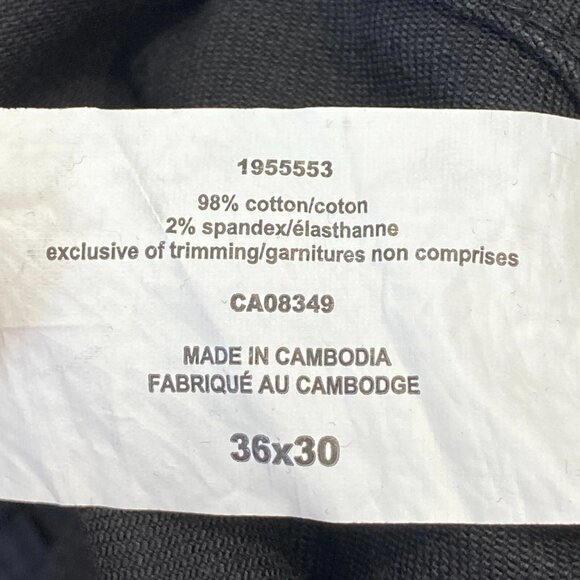 1955553
98% cotton/coton
2% spandex/élasthanne
exclusive of trimming/garnitures non comprises
CA08349
MADE IN CAMBODIA
FABRIQUÉ AU CAMBODGE
36x30